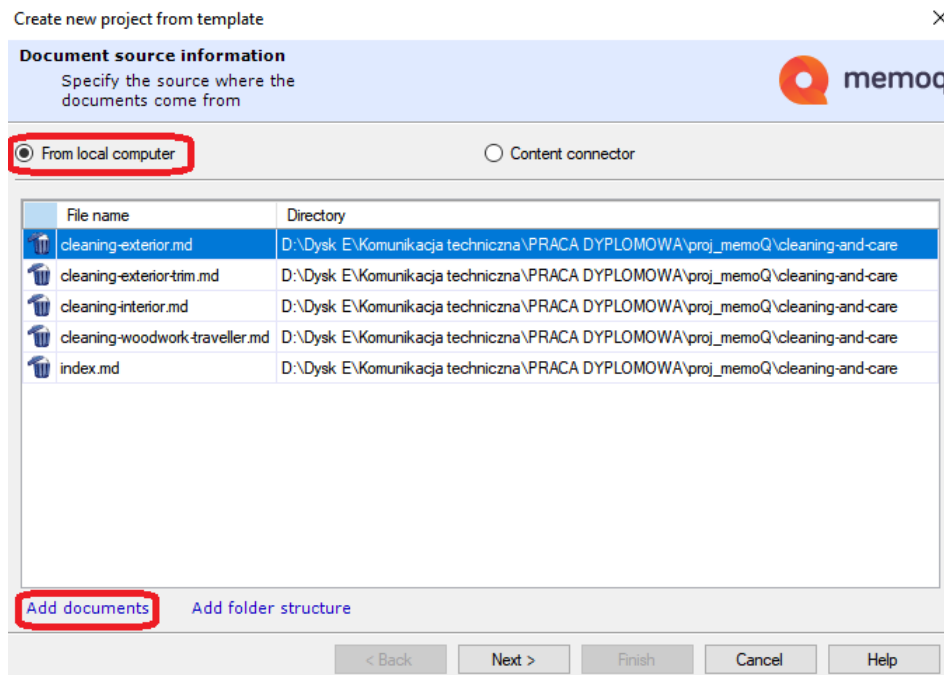 Create new project from template
Document source information
Specify the source where the
documents come from
memoq
From local computer
Content connector
File name Directory
cleaning-exterior.md D:\Dysk E\Komunikacja techniczna\PRACA DYPLOMOWA\proj_memoQ\cleaning-and-care
cleaning-exterior-trim.md D:\Dysk E\Komunikacja techniczna\PRACA DYPLOMOWA\proj_memoQ\cleaning-and-care
cleaning-interior.md D:\Dysk E\Komunikacja techniczna\PRACA DYPLOMOWA\proj_memoQ\cleaning-and-care
cleaning-woodwork-traveller.md D:\Dysk E\Komunikacja techniczna\PRACA DYPLOMOWA\proj_memoQ\cleaning-and-care
index.md D:\Dysk E\Komunikacja techniczna\PRACA DYPLOMOWA\proj_memoQ\cleaning-and-care
Add documents Add folder structure
< Back Next > Finish Cancel Help